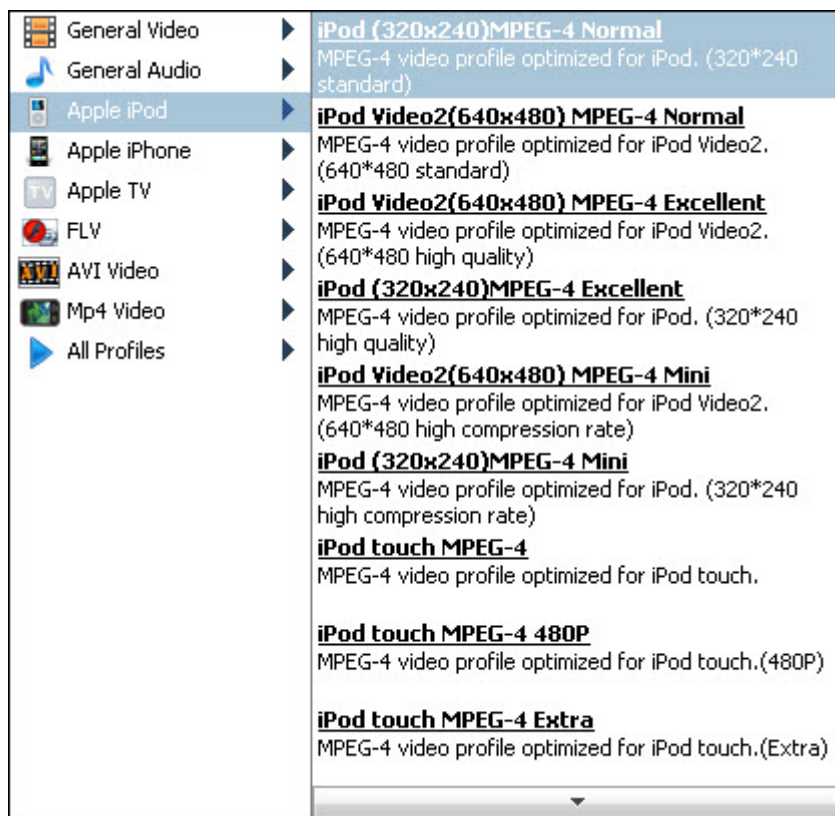 General Video
General Audio
Apple iPod
Apple iPhone
TV
Apple TV
FLV
AVI
AVI Video
Mp4 Video
All Profiles
iPod (320x240)MPEG-4 Normal
MPEG-4 video profile optimized for iPod. (320*240
standard)
iPod Video2(640x480) MPEG-4 Normal
MPEG-4 video profile optimized for iPod Video2.
(640*480 standard)
iPod Video2(640x480) MPEG-4 Excellent
MPEG-4 video profile optimized for iPod Video2.
(640*480 high quality)
iPod (320x240)MPEG-4 Excellent
MPEG-4 video profile optimized for iPod. (320*240
high quality)
iPod Video2(640x480) MPEG-4 Mini
MPEG-4 video profile optimized for iPod Video2.
(640*480 high compression rate)
iPod (320x240)MPEG-4 Mini
MPEG-4 video profile optimized for iPod. (320*240
high compression rate)
iPod touch MPEG-4
MPEG-4 video profile optimized for iPod touch.
iPod touch MPEG-4 480P
MPEG-4 video profile optimized for iPod touch.(480P)
iPod touch MPEG-4 Extra
MPEG-4 video profile optimized for iPod touch.(Extra)